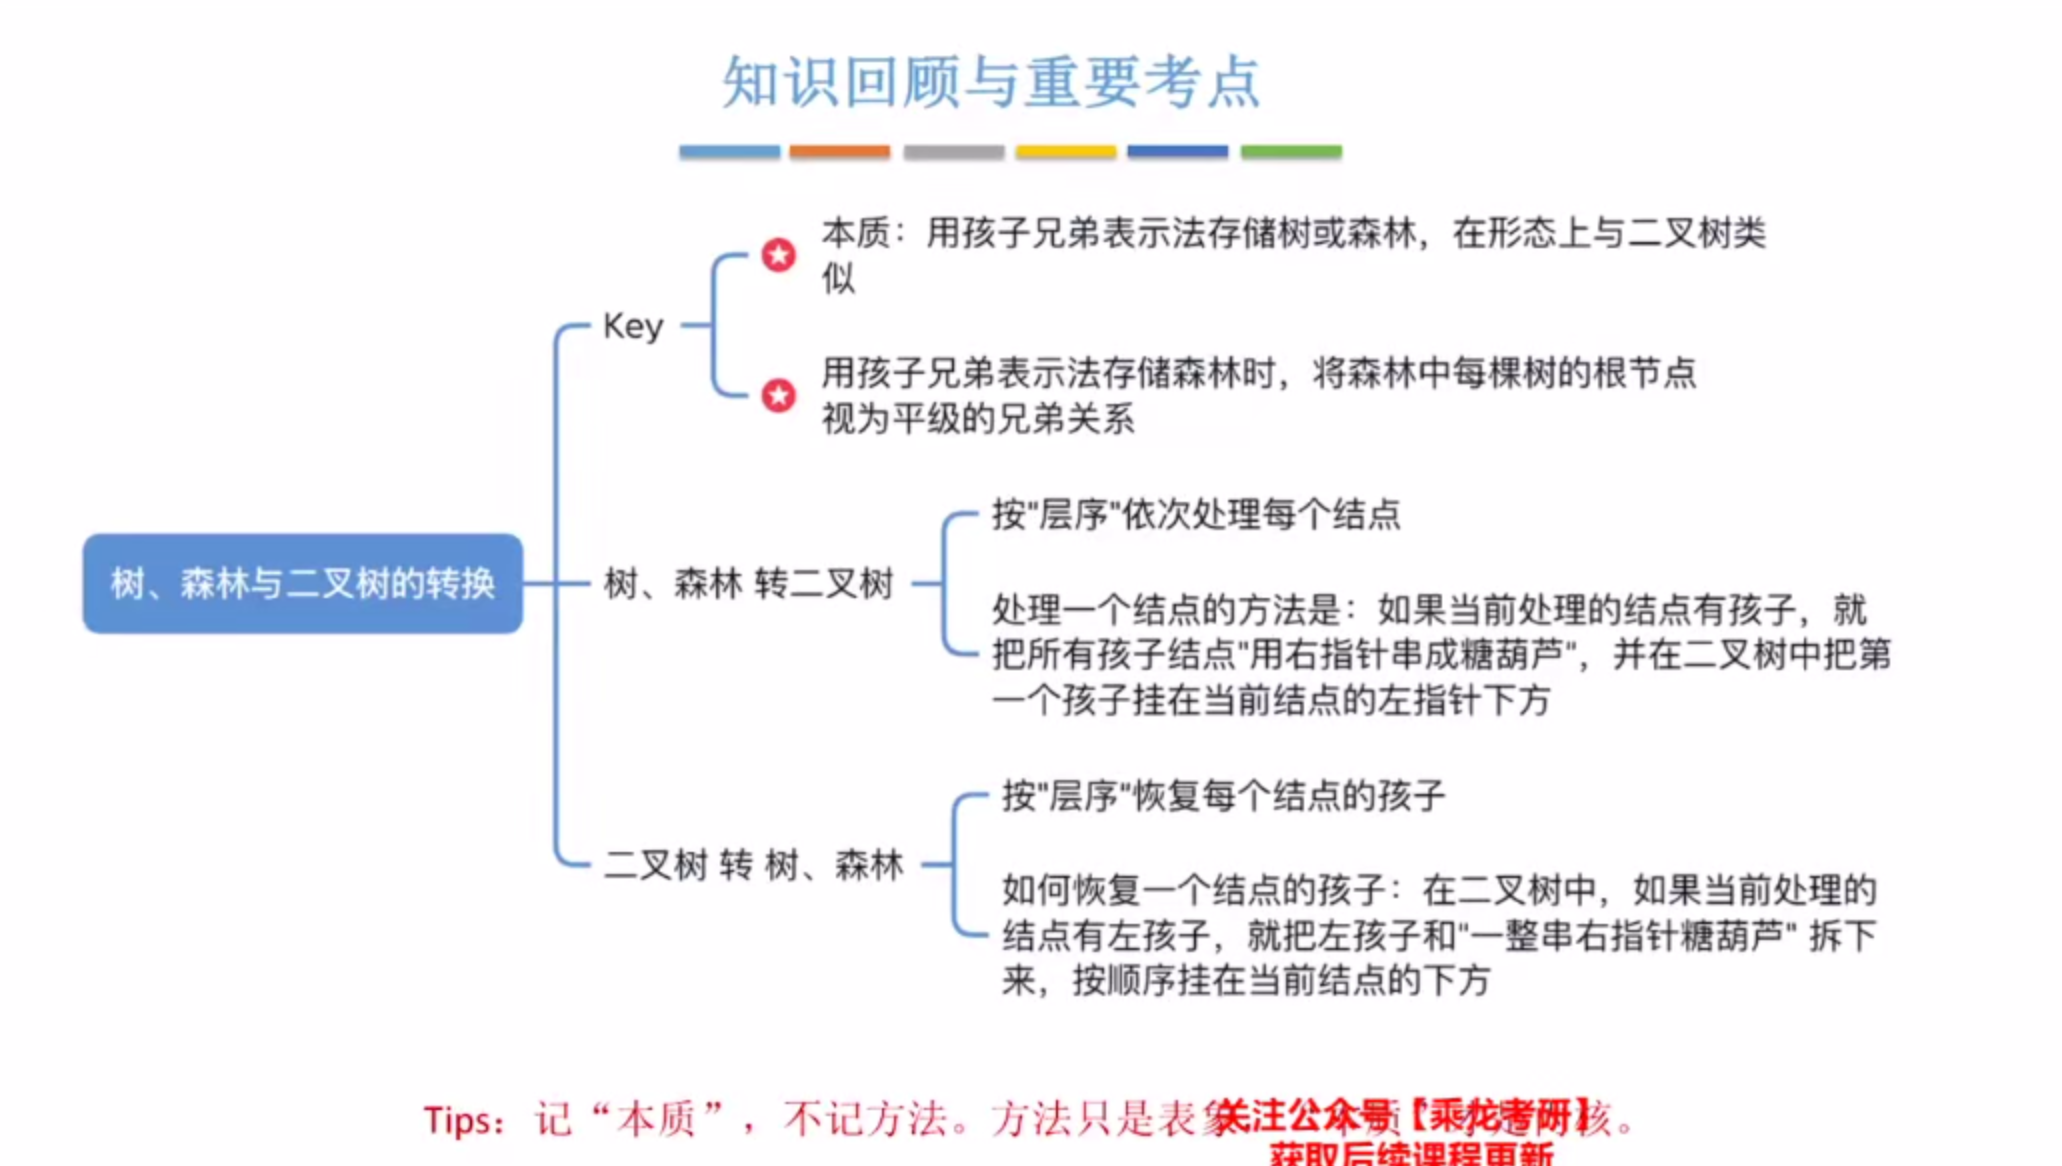 知识回顾与重要考点
本质：用孩子兄弟表示法存储树或森林，在形态上与二叉树类
似
Key
用孩子兄弟表示法存储森林时，将森林中每棵树的根节点
视为平级的兄弟关系
按"层序"依次处理每个结点
树、森林与二叉树的转换
树、森林 转二叉树
处理一个结点的方法是：如果当前处理的结点有孩子，就
把所有孩子结点"用右指针串成糖葫芦"，并在二叉树中把第
一个孩子挂在当前结点的左指针下方
按"层序"恢复每个结点的孩子
二叉树 转 树、森林
如何恢复一个结点的孩子：在二叉树中，如果当前处理的
结点有左孩子，就把左孩子和"一整串右指针糖葫芦" 拆下
来，按顺序挂在当前结点的下方
Tips：记“本质”，不记方法。方法只是表
关注公众号【乘龙考研】
获取后续课程更新